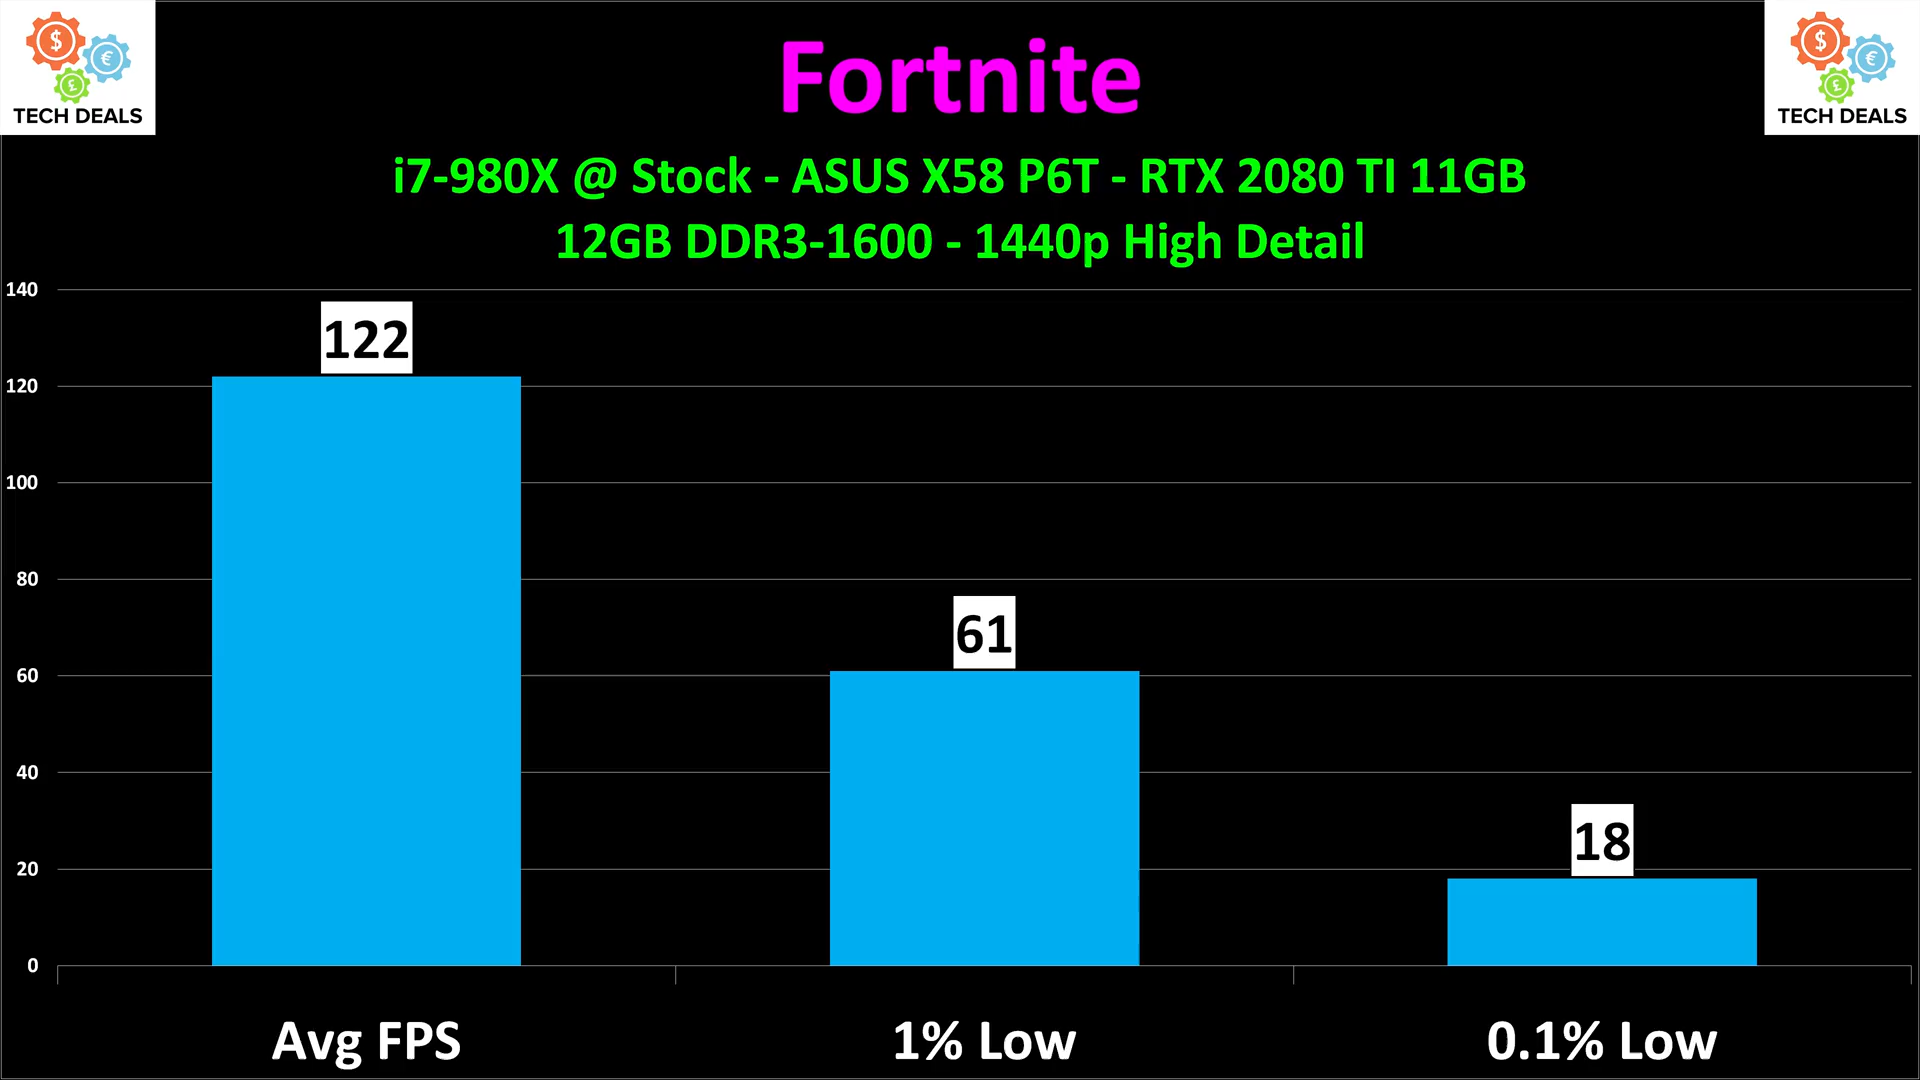 $
€
£
TECH DEALS
Fortnite
$
€
£
TECH DEALS
i7-980X @ Stock - ASUS X58 P6T - RTX 2080 TI 11GB
12GB DDR3-1600 - 1440p High Detail
140
120
100
80
60
40
20
0
122
61
18
Avg FPS
1% Low
0.1% Low